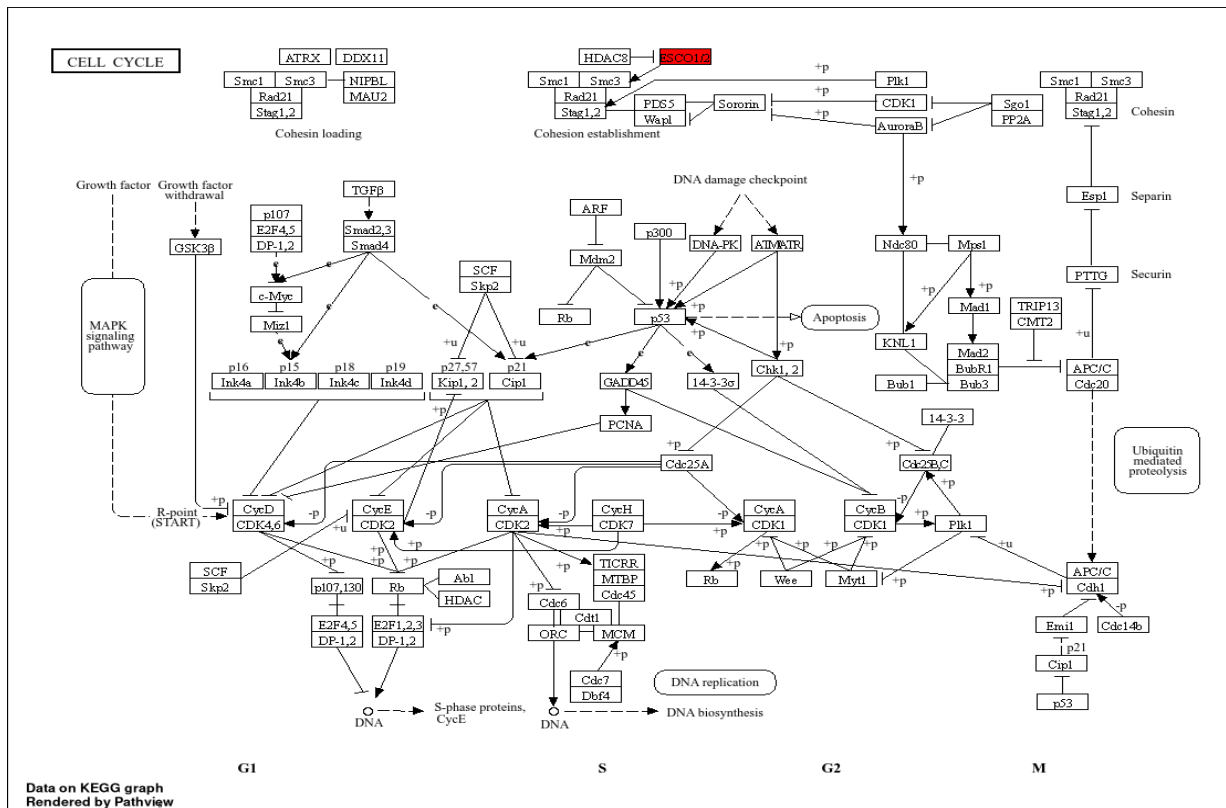 CELL CYCLE
ATRX DDX11
Smc1 Smc3 NIPBL
Rad21 MAU2
Stag1,2
Cohesin loading
HDAC8 ESCO1/2
Smc1 Smc3
Rad21
Stag1,2
PDS5
Wapl
Sororin
Cohesion establishment
+p
Plk1
+p
CDK1
+p
AuroraB
Sgo1
PP2A
Smc1 Smc3
Rad21
Stag1,2
Cohesin
+p
Esp1
Separin
PTTG
Securin
+u
Growth factor
Growth factor
withdrawal
GSK3β
MAPK
signaling
pathway
p107
E2F4,5
DP-1,2
TGFβ
Smad2,3
Smad4
e
e
e
c-Myc
Miz1
SCF
Skp2
+u
+u
ARF
Mdm2
Rb
p300
DNA damage checkpoint
DNA-PK
ATM/ATR
+p
+p
+p
p53
Apoptosis
e
e
e
+p
Ndc80
Mps1
+p
+p
Mad1
KNL1
TRIP13
CMT2
Mad2
BubR1
Bub3
Bub1
APC/C
Cdc20
p16
Ink4a
p15
Ink4b
p18
Ink4c
p19
Ink4d
p27,57
Kip1, 2
p21
Cip1
GADD45
14-3-3σ
Chk1, 2
PCNA
+p
+p
Cdc25A
+p
14-3-3
Cdc25B,C
Ubiquitin
mediated
proteolysis
R-point
(START)
+p
CycD
CDK4,6
-p
CycE
CDK2
-p
CycA
CDK2
-p
CycH
CDK7
-p
CycA
CDK1
CycB
CDK1
-p
+p
+p
Plk1
+u
+u
SCF
Skp2
+p
+p
+p
+p
+p
+p
p107,130
Rb
Abl
HDAC
E2F4,5
DP-1,2
E2F1,2,3
DP-1,2
+p
+p
Cdc6
Cdt1
ORC
MCM
TICRR
MTBP
Cdc45
+p
Cdc7
Dbf4
+p
Rb
Wee
Myt1
+p
+p
APC/C
Cdh1
-p
Emi1
Cdc14b
p21
Cip1
p53
DNA
S-phase proteins,
CycE
DNA
DNA replication
DNA biosynthesis
G1 S G2 M
Data on KEGG graph
Rendered by Pathview